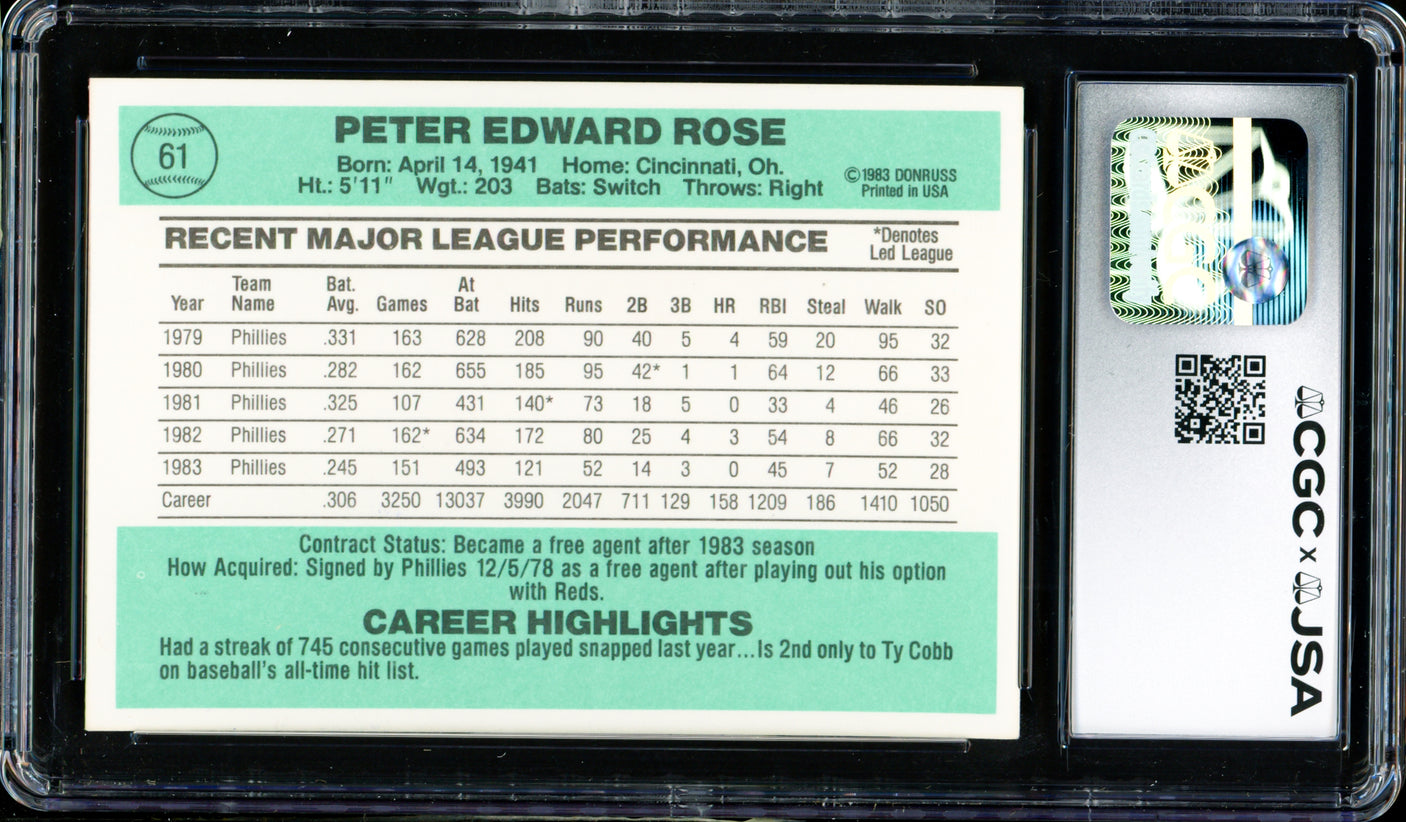 61
PETER EDWARD ROSE
Born: April 14, 1941 Home: Cincinnati, Oh.
Ht.: 5'11" Wgt.: 203 Bats: Switch Throws: Right
©1983 DONRUSS
Printed in USA
RECENT MAJOR LEAGUE PERFORMANCE
*Denotes
Led League
Year Team Name Bat. Avg. Games At Bat Hits Runs 2B 3B HR RBI Steal Walk SO
1979 Phillies .331 163 628 208 90 40 5 4 59 20 95 32
1980 Phillies .282 162 655 185 95 42* 1 1 64 12 66 33
1981 Phillies .325 107 431 140* 73 18 5 0 33 4 46 26
1982 Phillies .271 162* 634 172 80 25 4 3 54 8 66 32
1983 Phillies .245 151 493 121 52 14 3 0 45 7 52 28
Career .306 3250 13037 3990 2047 711 129 158 1209 186 1410 1050
Contract Status: Became a free agent after 1983 season
How Acquired: Signed by Phillies 12/5/78 as a free agent after playing out his option
with Reds.
CAREER HIGHLIGHTS
Had a streak of 745 consecutive games played snapped last year...Is 2nd only to Ty Cobb
on baseball's all-time hit list.
CGC x JSA